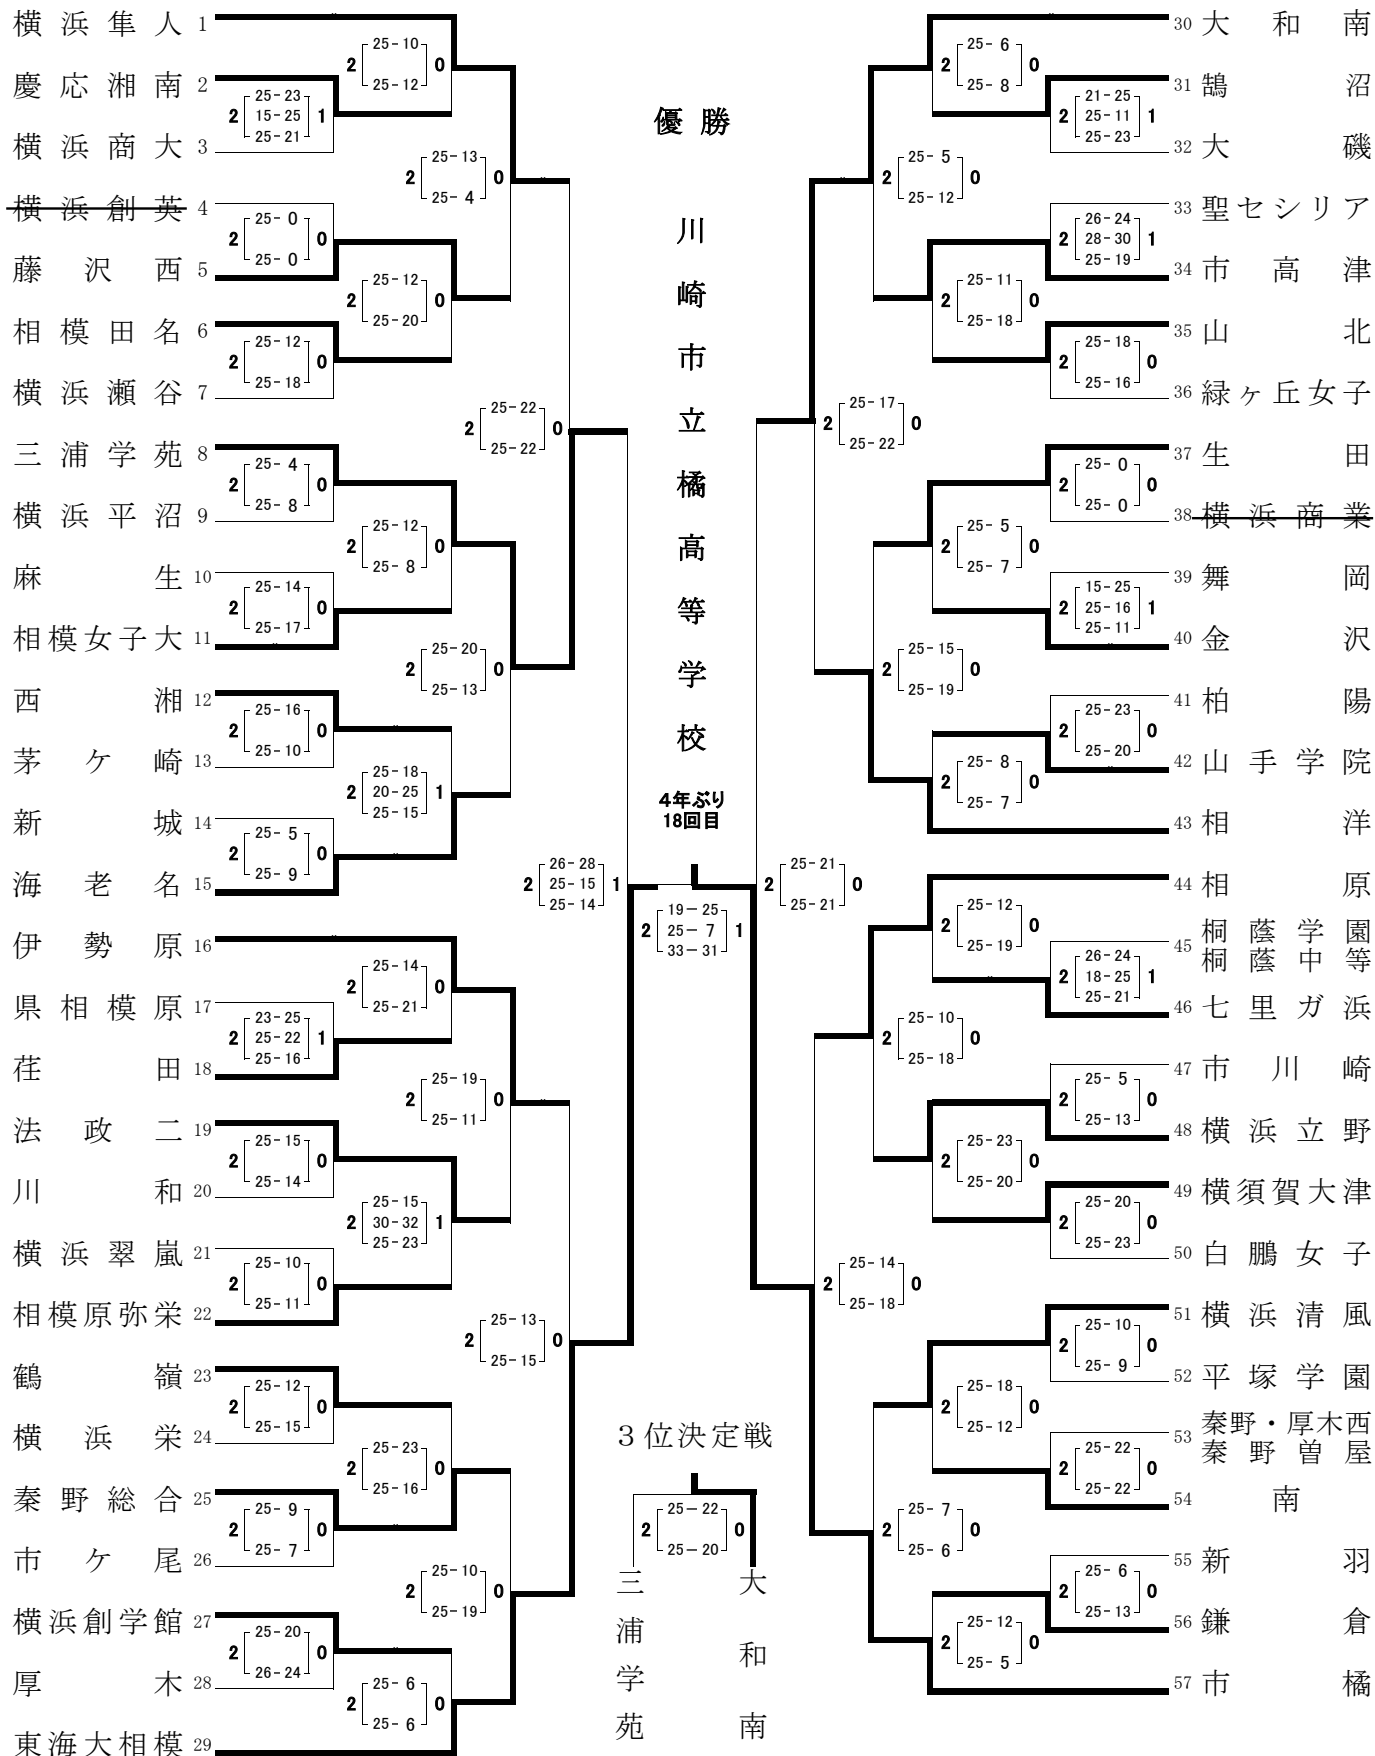 横浜隼人 1
慶応湘南 2
横浜商大 3
横浜創英 4
藤沢西 5
相模田名 6
横浜瀬谷 7
三浦学苑 8
横浜平沼 9
麻生 10
相模女子大 11
西湘 12
茅ケ崎 13
新城 14
海老名 15
伊勢原 16
県相模原 17
荏田 18
法政二 19
川和 20
横浜翠嵐 21
相模原弥栄 22
鶴嶺 23
横浜栄 24
秦野総合 25
市ケ尾 26
横浜創学館 27
厚木 28
東海大相模 29
2 25-23 15-25 25-21 1
2 25-0 25-0 0
2 25-12 25-18 0
2 25-4 25-8 0
2 25-14 25-17 0
2 25-16 25-10 0
2 25-5 25-9 0
2 23-25 25-22 25-16 1
2 25-15 25-14 0
2 25-10 25-11 0
2 25-12 25-15 0
2 25-9 25-7 0
2 25-20 26-24 0
2 25-10 25-12 0
2 25-12 25-20 0
2 25-12 25-8 0
2 25-18 20-25 25-15 1
2 25-14 25-21 0
2 25-15 30-32 25-23 1
2 25-23 25-16 0
2 25-6 25-6 0
2 25-13 25-4 0
2 25-20 25-13 0
2 25-19 25-11 0
2 25-10 25-19 0
2 25-22 25-22 0
2 25-13 25-15 0
2 26-28 25-15 25-14 1
優勝
川崎市立橘高等学校
4年ぶり
18回目
2 19-25 25-7 33-31 1
3位決定戦
2 25-22 25-20 0
三浦学苑
大和南
2 25-21 25-21 0
2 25-17 25-22 0
2 25-14 25-18 0
2 25-5 25-12 0
2 25-15 25-19 0
2 25-10 25-18 0
2 25-7 25-6 0
2 25-6 25-8 0
2 25-11 25-18 0
2 25-5 25-7 0
2 25-8 25-7 0
2 25-12 25-19 0
2 25-23 25-20 0
2 25-18 25-12 0
2 25-12 25-5 0
2 21-25 25-11 25-23 1
2 26-24 28-30 25-19 1
2 25-18 25-16 0
2 25-0 25-0 0
2 15-25 25-16 25-11 1
2 25-23 25-20 0
2 26-24 18-25 25-21 1
2 25-5 25-13 0
2 25-20 25-23 0
2 25-10 25-9 0
2 25-22 25-22 0
2 25-6 25-13 0
30 大和南
31 鵠沼
32 大磯
33 聖セシリア
34 市高津
35 山北
36 緑ヶ丘女子
37 生田
38 横浜商業
39 舞岡
40 金沢
41 柏陽
42 山手学院
43 相洋
44 相原
45 桐蔭学園
桐蔭中等
46 七里ガ浜
47 市川崎
48 横浜立野
49 横須賀大津
50 白鵬女子
51 横浜清風
52 平塚学園
53 秦野・厚木西
秦野曽屋
54 南
55 新羽
56 鎌倉
57 市橘